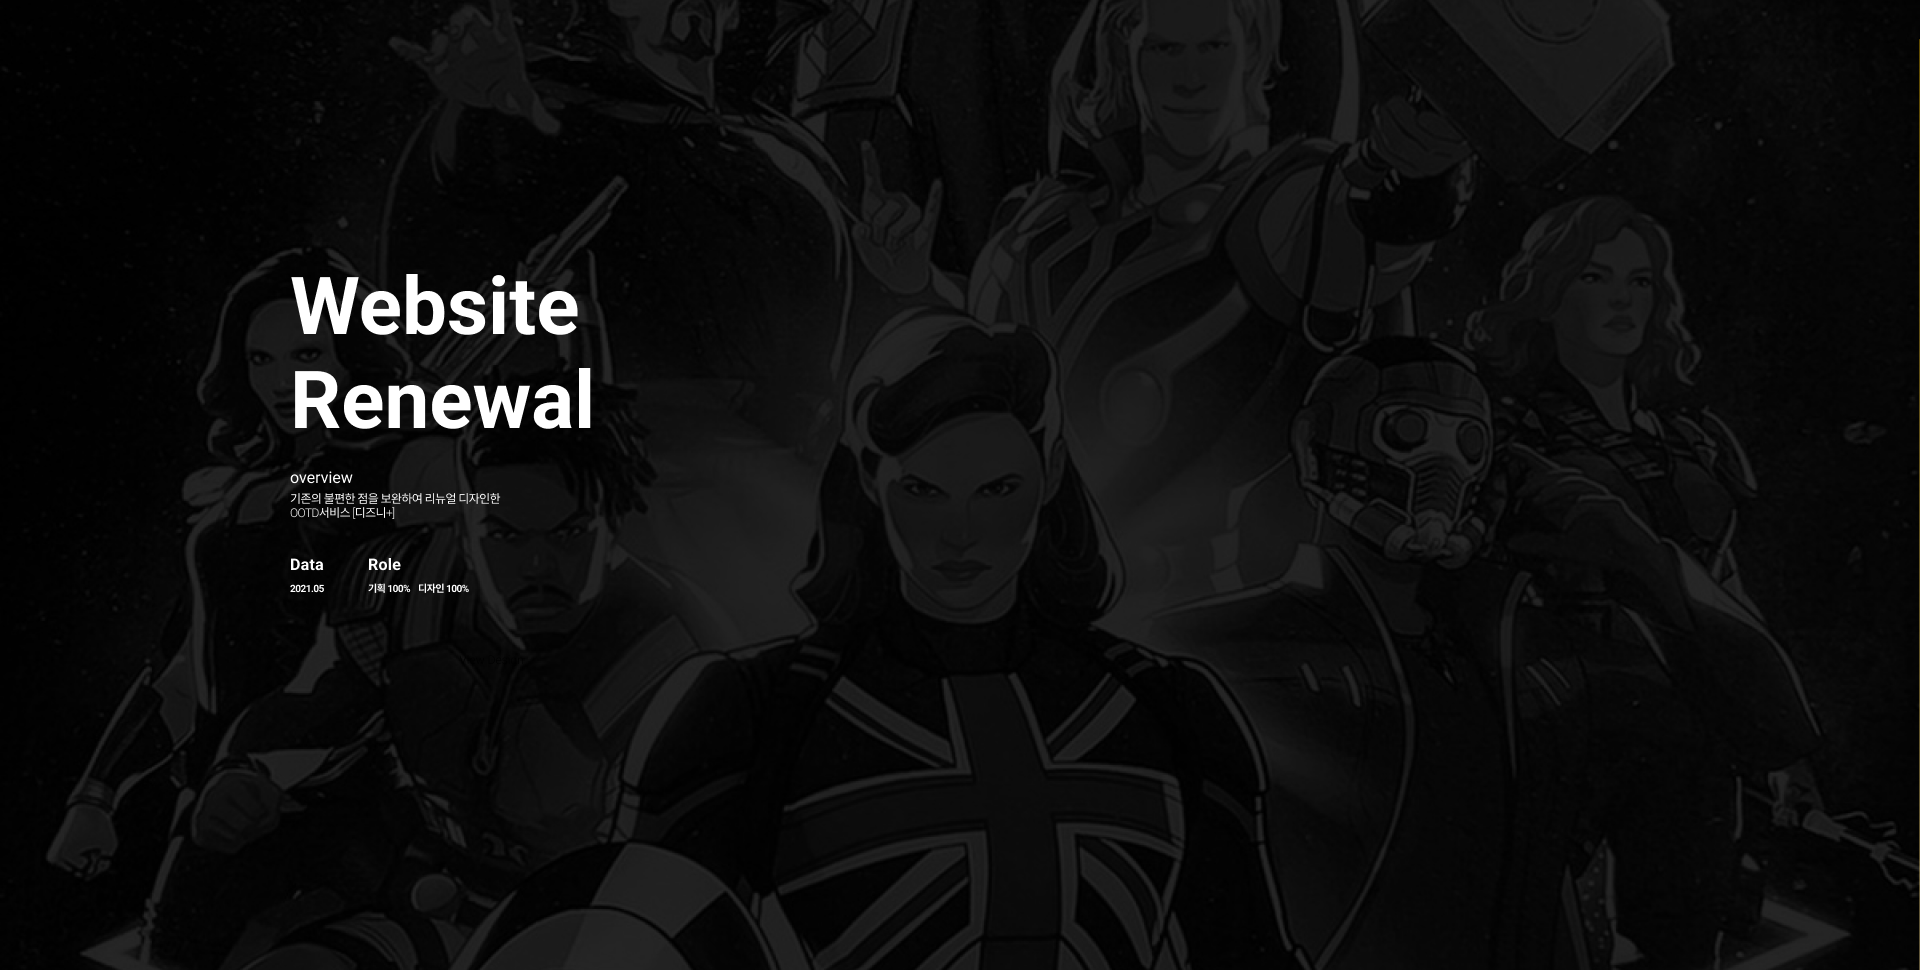 Website
Renewal
overview
기존의 불편한 점을 보완하여 리뉴얼 디자인한
OOTD서비스 [디즈니+]
Data
Role
2021.05
기획 100% 디자인 100%